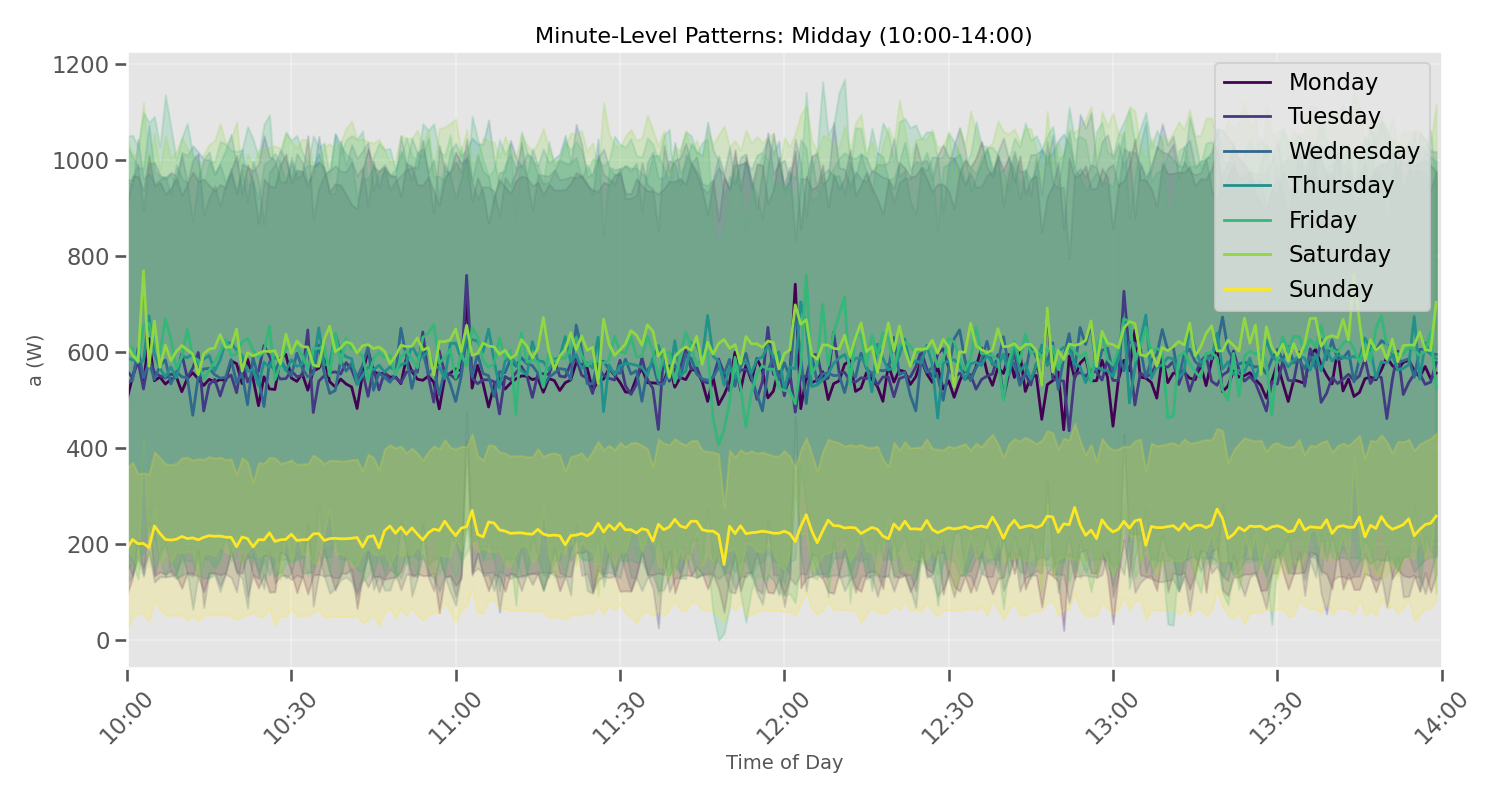 Minute-Level Patterns: Midday (10:00-14:00)
1200
1000
800
600
400
200
0
a (W)
Monday
Tuesday
Wednesday
Thursday
Friday
Saturday
Sunday
10:00
10:30
11:00
11:30
12:00
12:30
13:00
13:30
14:00
Time of Day